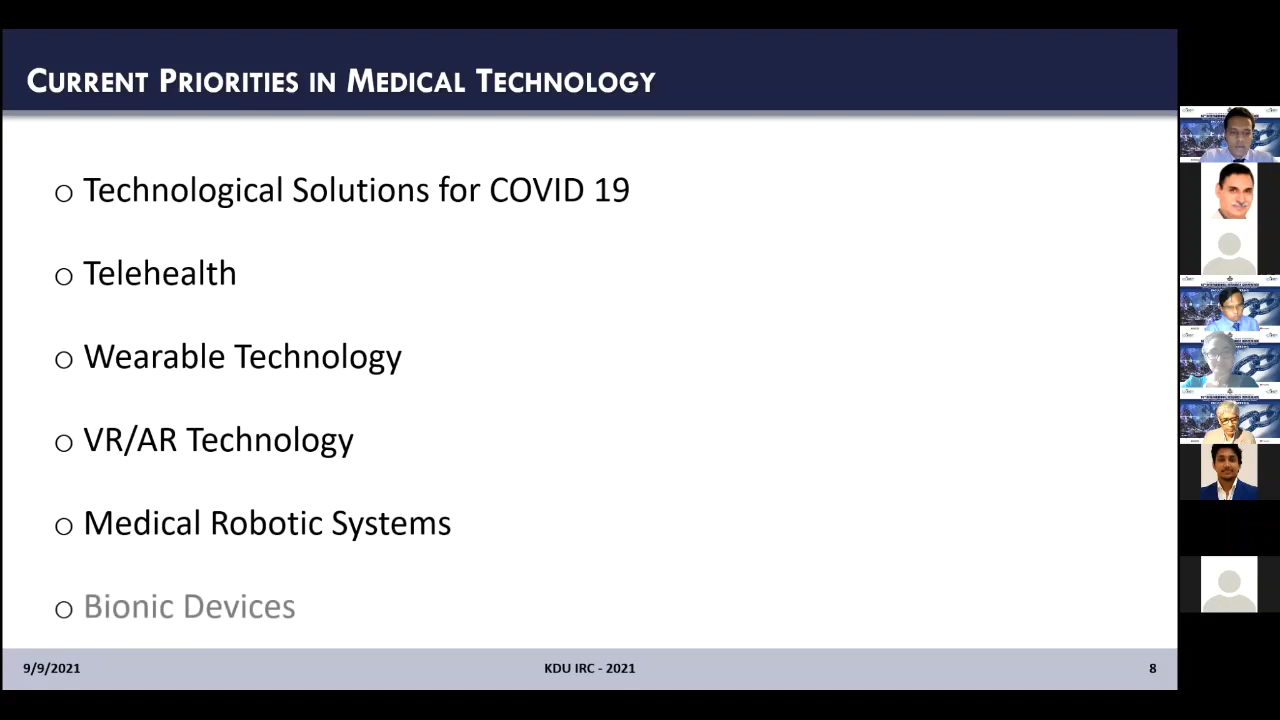 CURRENT PRIORITIES IN MEDICAL TECHNOLOGY
Technological Solutions for COVID 19
Telehealth
Wearable Technology
VR/AR Technology
Medical Robotic Systems
Bionic Devices
9/9/2021
KDU IRC - 2021
8